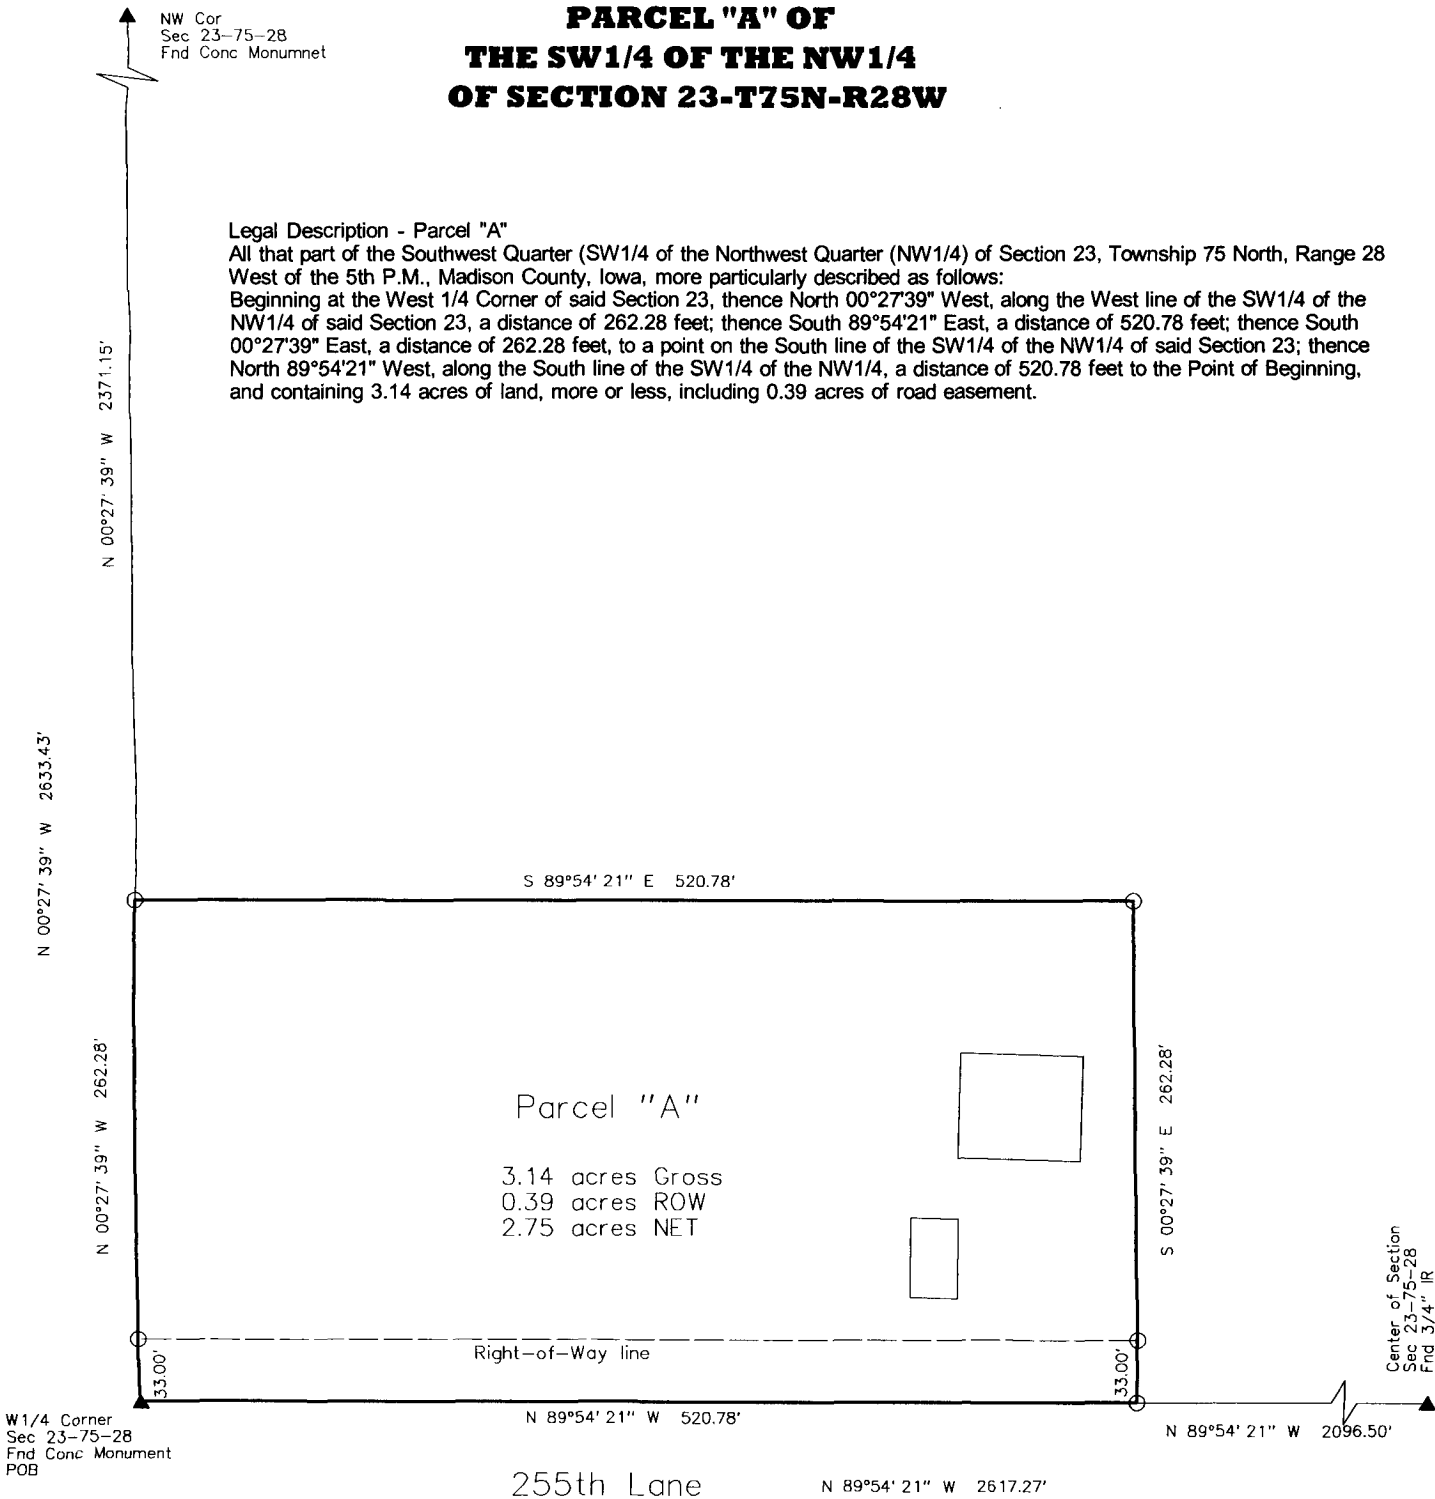 NW Cor
Sec 23-75-28
Fnd Conc Monumnet
PARCEL "A" OF
THE SW1/4 OF THE NW1/4
OF SECTION 23-T75N-R28W
Legal Description - Parcel "A"
All that part of the Southwest Quarter (SW1/4 of the Northwest Quarter (NW1/4) of Section 23, Township 75 North, Range 28
West of the 5th P.M., Madison County, Iowa, more particularly described as follows:
Beginning at the West 1/4 Corner of said Section 23, thence North 00°27'39" West, along the West line of the SW1/4 of the
NW1/4 of said Section 23, a distance of 262.28 feet; thence South 89°54'21" East, a distance of 520.78 feet; thence South
00°27'39" East, a distance of 262.28 feet, to a point on the South line of the SW1/4 of the NW1/4 of said Section 23; thence
North 89°54'21" West, along the South line of the SW1/4 of the NW1/4, a distance of 520.78 feet to the Point of Beginning,
and containing 3.14 acres of land, more or less, including 0.39 acres of road easement.
N 00°27'39" W 2371.15'
N 00°27'39" W 2633.43'
S 89°54'21" E 520.78'
N 00°27'39" W 262.28'
Parcel "A"
3.14 acres Gross
0.39 acres ROW
2.75 acres NET
S 00°27'39" E 262.28'
Right-of-Way line
33.00'
33.00'
Center of Section
Sec 23-75-28
Fnd 3/4" IR
W1/4 Corner
Sec 23-75-28
Fnd Conc Monument
POB
N 89°54'21" W 520.78'
N 89°54'21" W 2096.50'
255th Lane
N 89°54'21" W 2617.27'